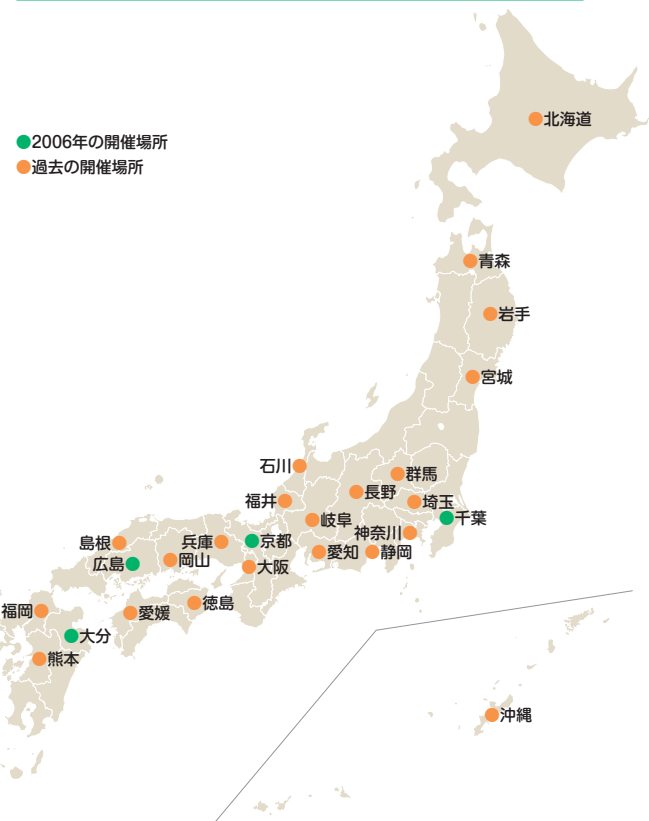 ●2006年の開催場所
●過去の開催場所
北海道
青森
岩手
宮城
石川
群馬
長野
福井
埼玉
岐阜
千葉
神奈川
島根
兵庫
京都
愛知
静岡
広島
岡山
大阪
福岡
愛媛
徳島
大分
熊本
沖縄